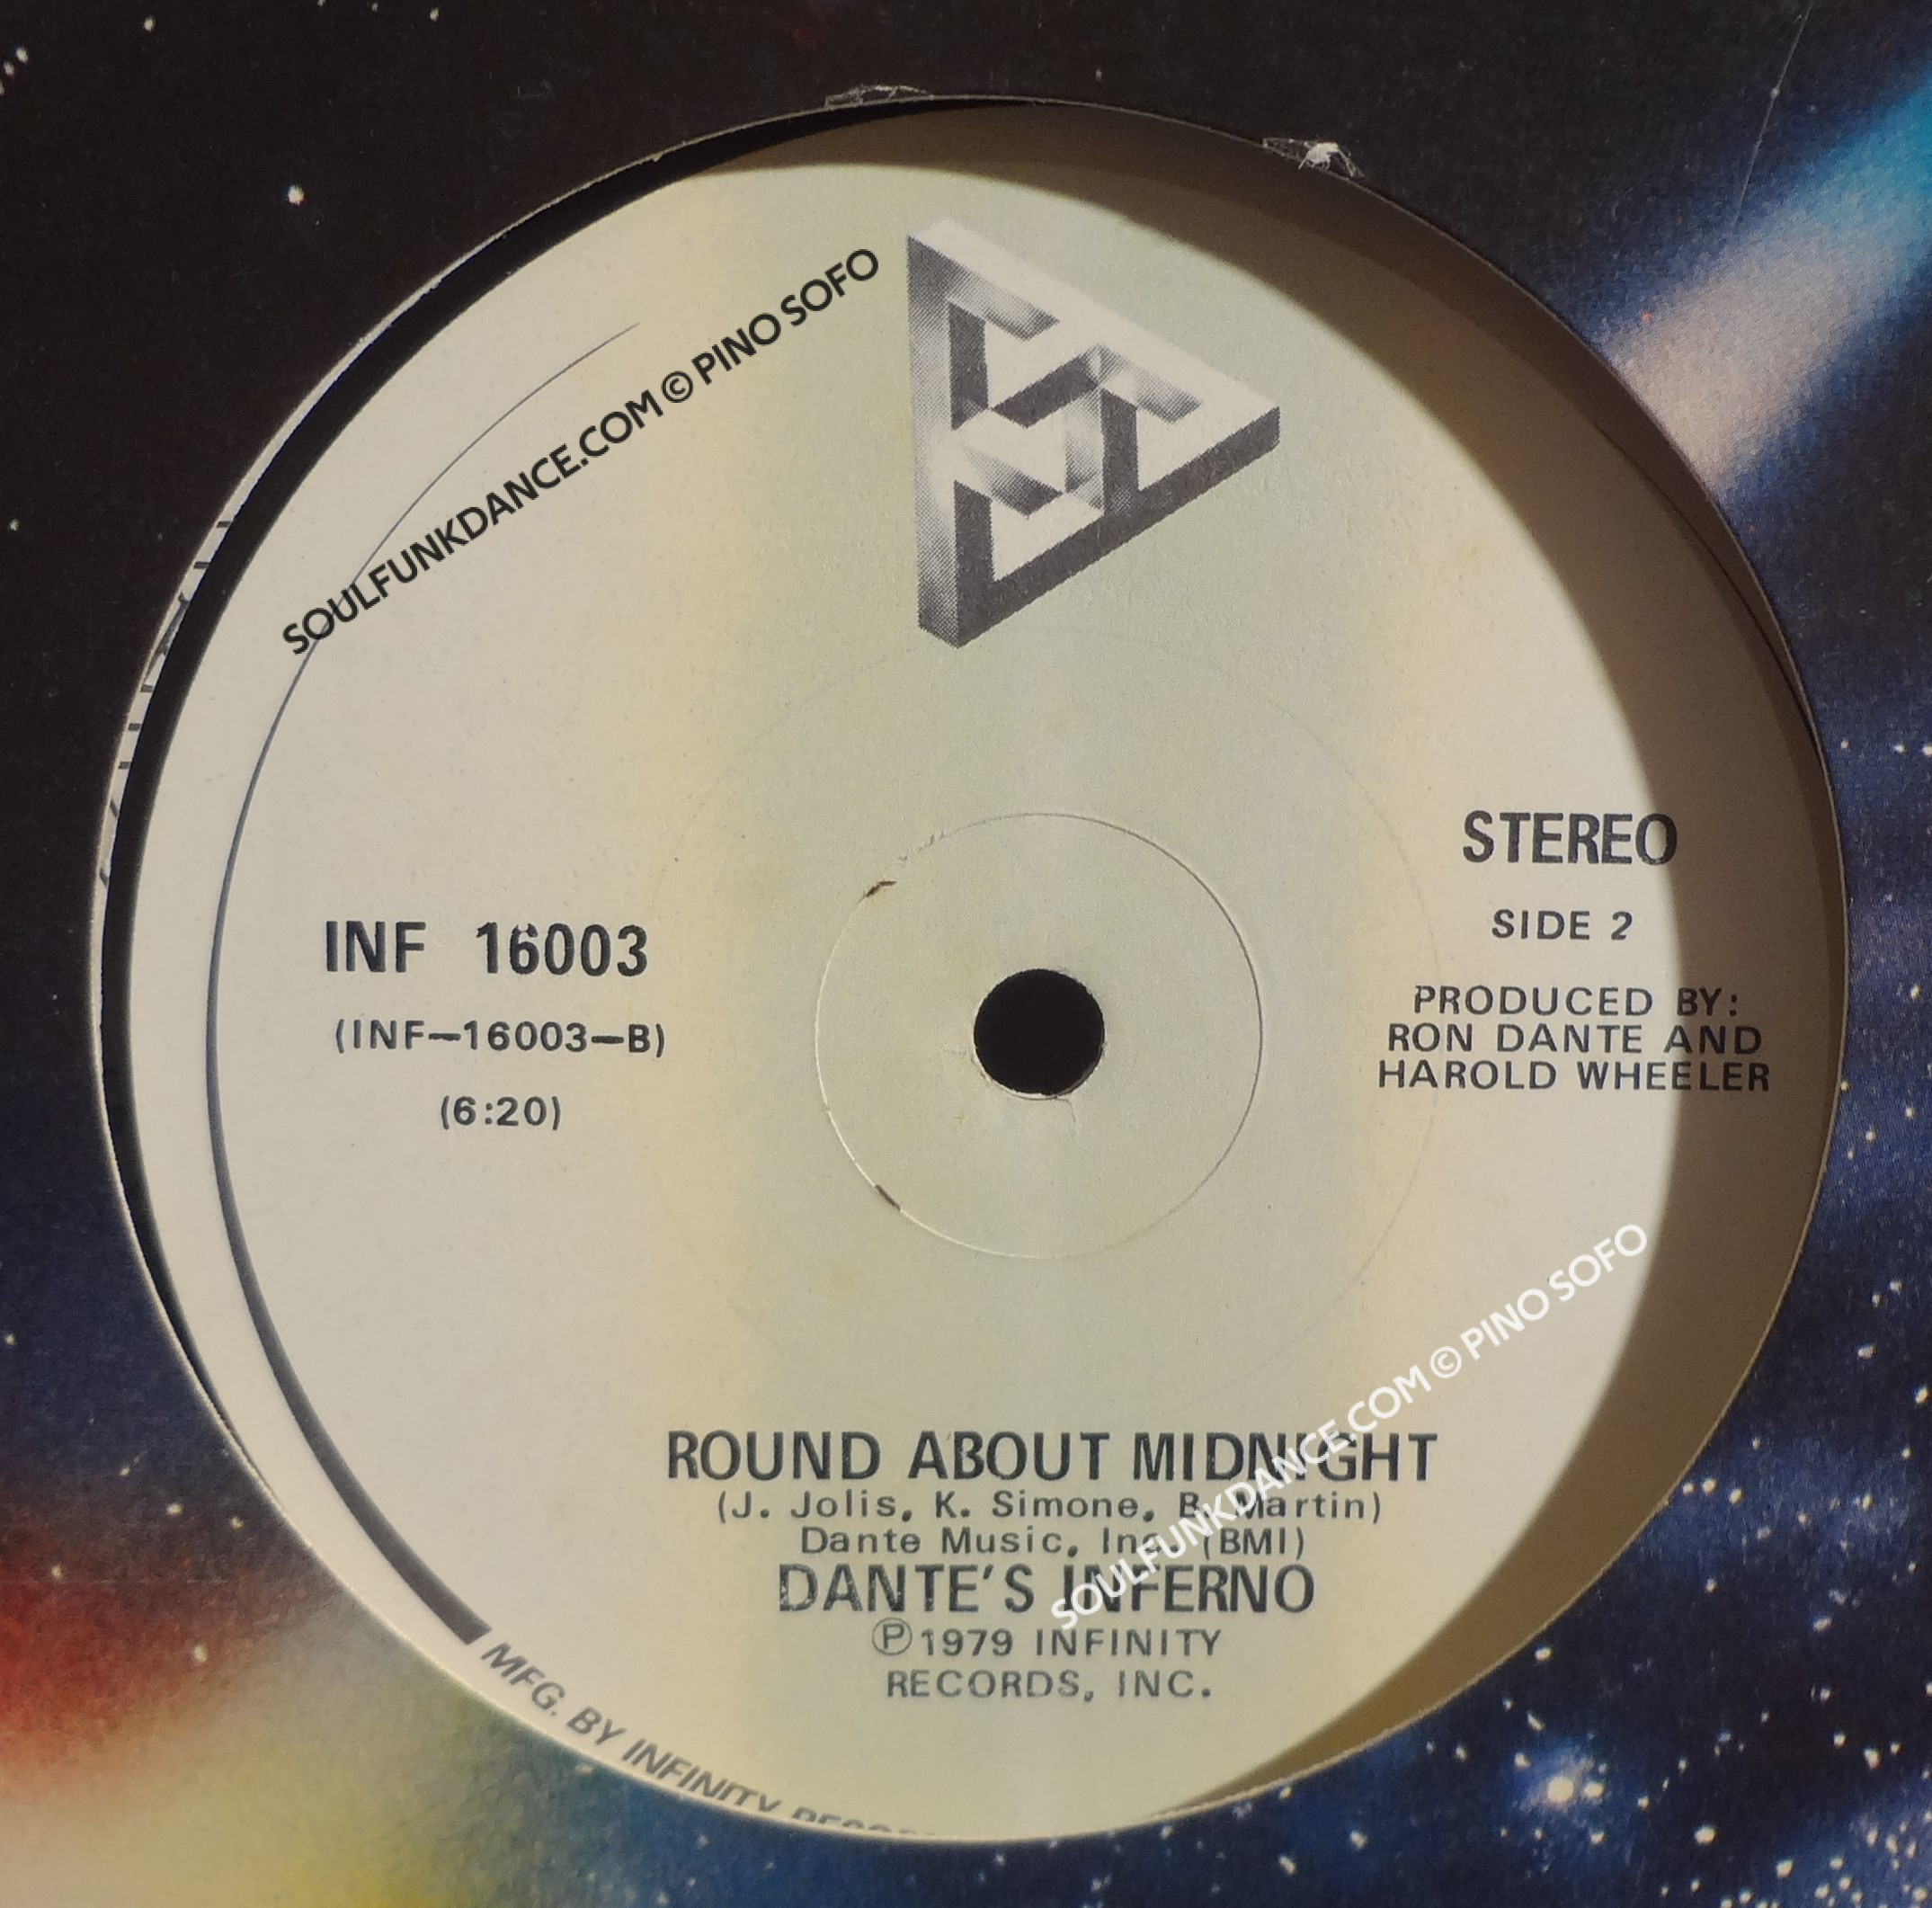 SOULFUNKDANCE.COM © PINO SOFO
STEREO
SIDE 2
INF 16003
(INF-16003-B)
(6:20)
PRODUCED BY:
RON DANTE AND
HAROLD WHEELER
ROUND ABOUT MIDNIGHT
(J. Jolis, K. Simone, B. Martin)
Dante Music, Inc. (BMI)
DANTE'S INFERNO
Ⓟ1979 INFINITY
RECORDS, INC.
SOULFUNKDANCE.COM © PINO SOFO
MFG. BY INFINITY